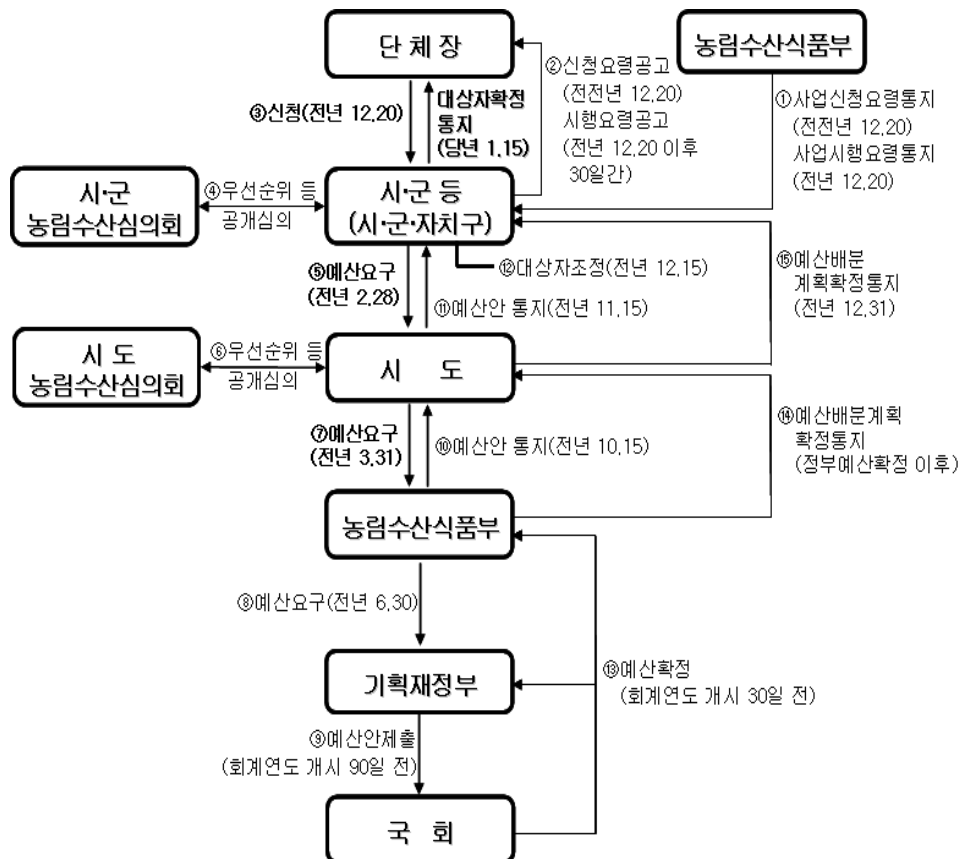 단 체 장
농림수산식품부
②신청요령공고
(전전년 12.20)
시행요령공고
(전년 12.20 이후
30일간)
①사업신청요령통지
(전전년 12.20)
사업시행요령통지
(전년 12.20)
③신청(전년 12.20)
대상자확정
통지
(당년 1.15)
시·군
농림수산심의회
④우선순위 등
공개심의
시·군 등
(시·군·자치구)
⑫대상자조정(전년 12.15)
⑮예산배분
계획확정통지
(전년 12.31)
⑤예산요구
(전년 2.28)
⑪예산안 통지(전년 11.15)
시 도
농림수산심의회
⑥우선순위 등
공개심의
시 도
⑦예산요구
(전년 3.31)
⑩예산안 통지(전년 10.15)
⑭예산배분계획
확정통지
(정부예산확정 이후)
농림수산식품부
⑧예산요구(전년 6.30)
기획재정부
⑬예산확정
(회계연도 개시 30일 전)
⑨예산안제출
(회계연도 개시 90일 전)
국 회